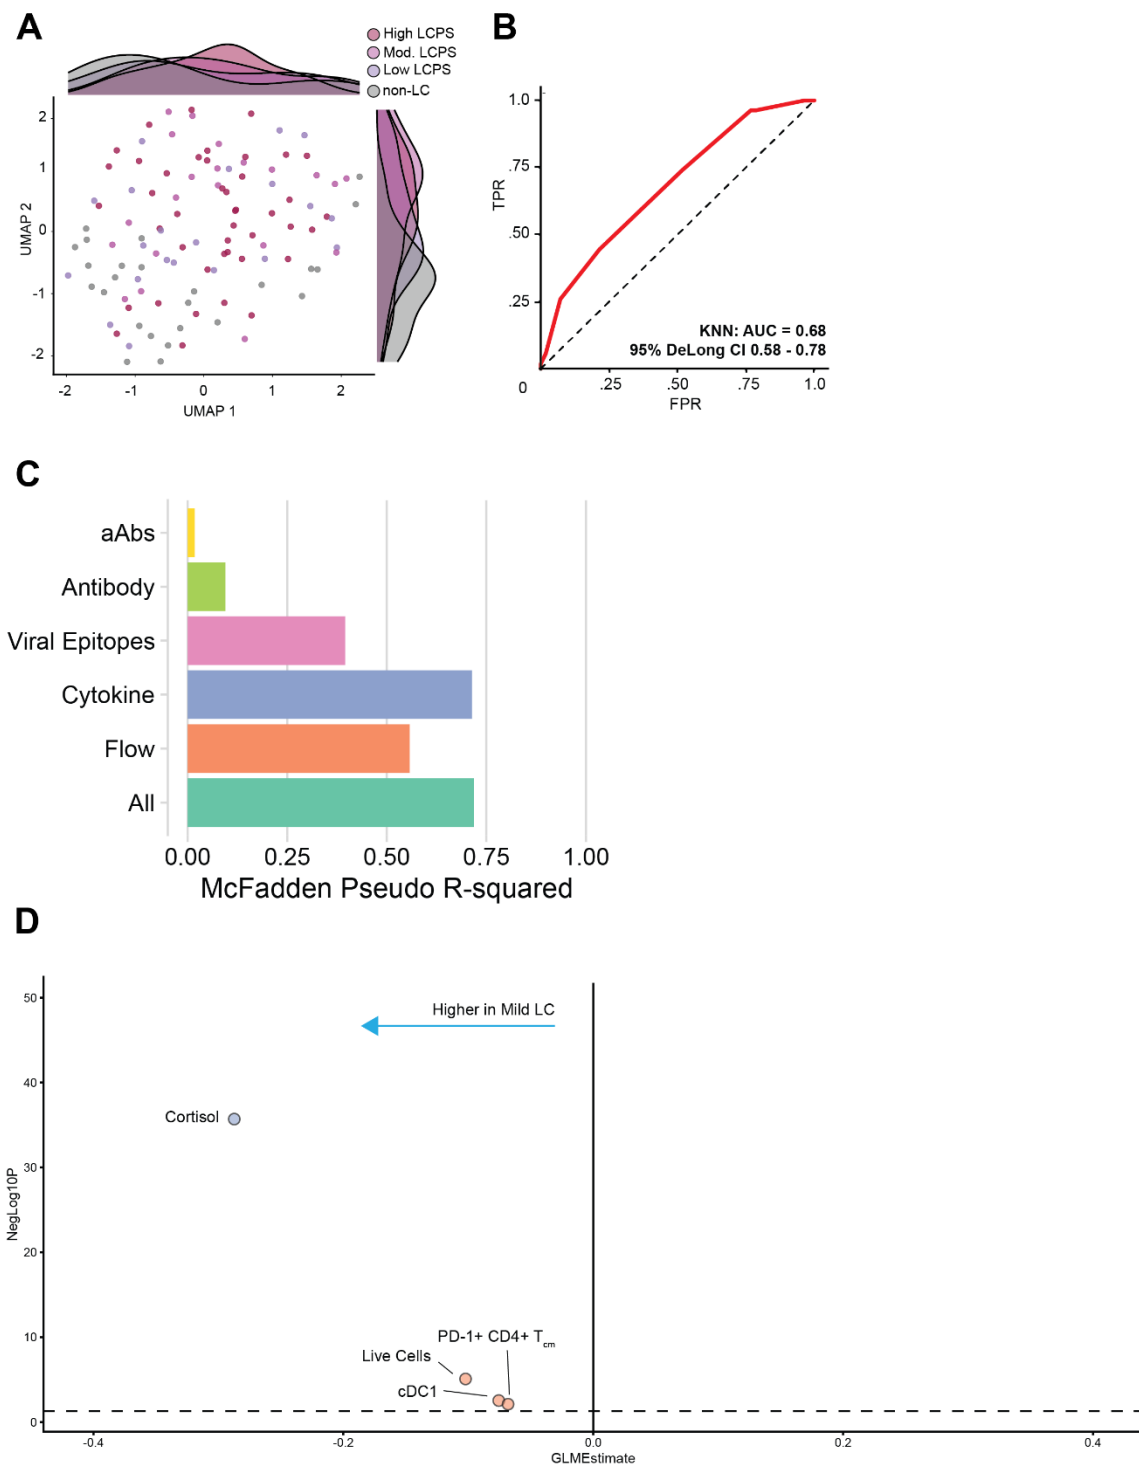 A
High LCPS
Mod. LCPS
Low LCPS
non-LC
2
1
0
-1
-2
UMAP 2
-2
-1
0
1
2
UMAP 1
B
1.0
.75
.50
.25
TPR
KNN: AUC = 0.68
95% DeLong CI 0.58 - 0.78
0
.25
.50
.75
1.0
FPR
C
aAbs
Antibody
Viral Epitopes
Cytokine
Flow
All
0.00
0.25
0.50
0.75
1.00
McFadden Pseudo R-squared
D
50
40
30
20
10
0
NegLog10P
Higher in Mild LC
Cortisol
PD-1+ CD4+ Tcm
Live Cells
cDC1
-0.4
-0.2
0.0
0.2
0.4
GLMEstimate